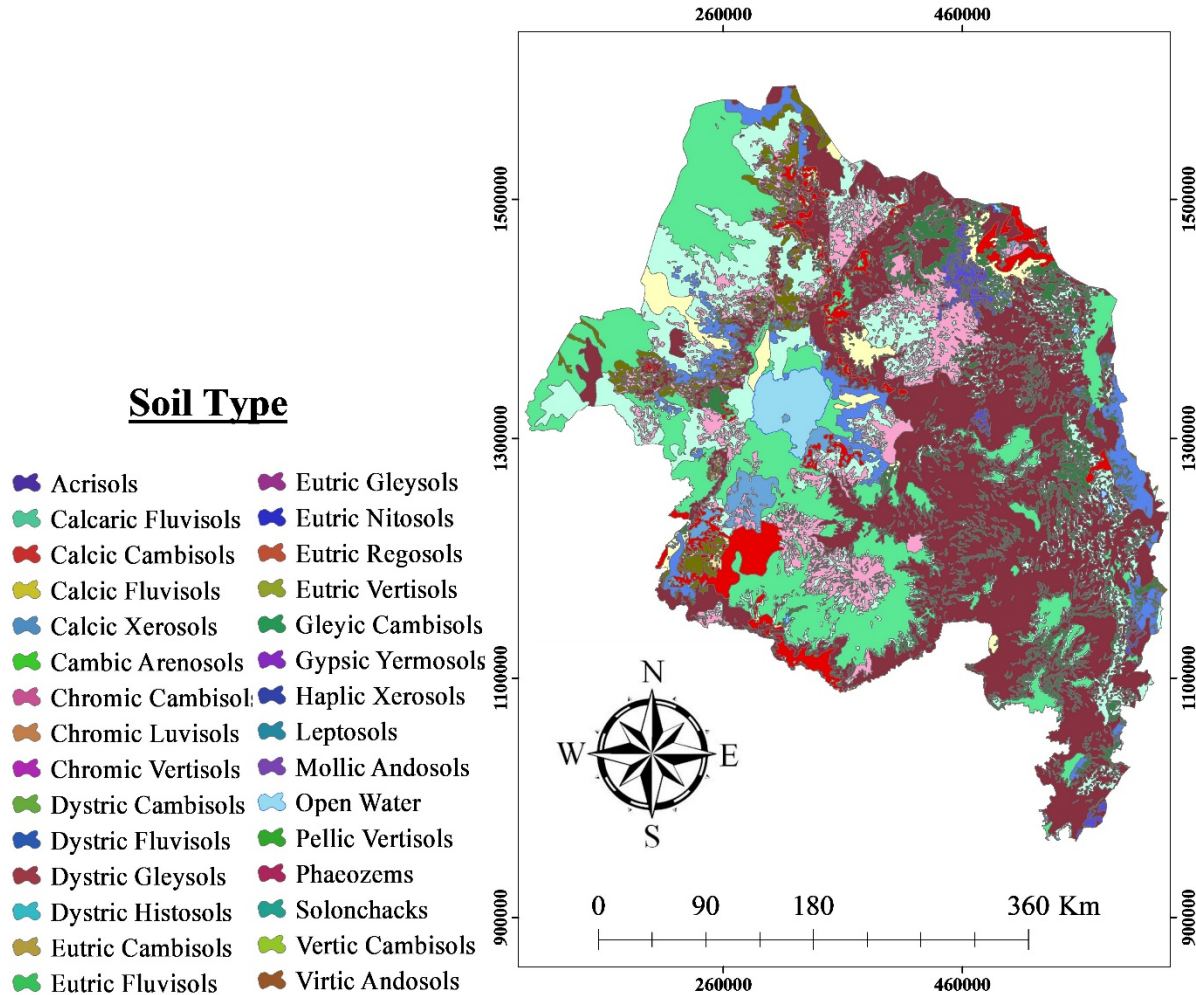 260000 460000
Soil Type
Acrisols
Calcaric Fluvisols
Calcic Cambisols
Calcic Fluvisols
Calcic Xerosols
Cambic Arenosols
Chromic Cambisols
Chromic Luvisols
Chromic Vertisols
Dystric Cambisols
Dystric Fluvisols
Dystric Gleysols
Dystric Histosols
Eutric Cambisols
Eutric Fluvisols
Eutric Gleysols
Eutric Nitosols
Eutric Regosols
Eutric Vertisols
Gleyic Cambisols
Gypsic Yermosols
Haplic Xerosols
Leptosols
Mollic Andosols
Open Water
Pellic Vertisols
Phaeozems
Solonchacks
Vertic Cambisols
Virtic Andosols
1500000
1300000
1100000
900000
1500000
1300000
1100000
900000
N
W E
S
0 90 180 360 Km
260000 460000